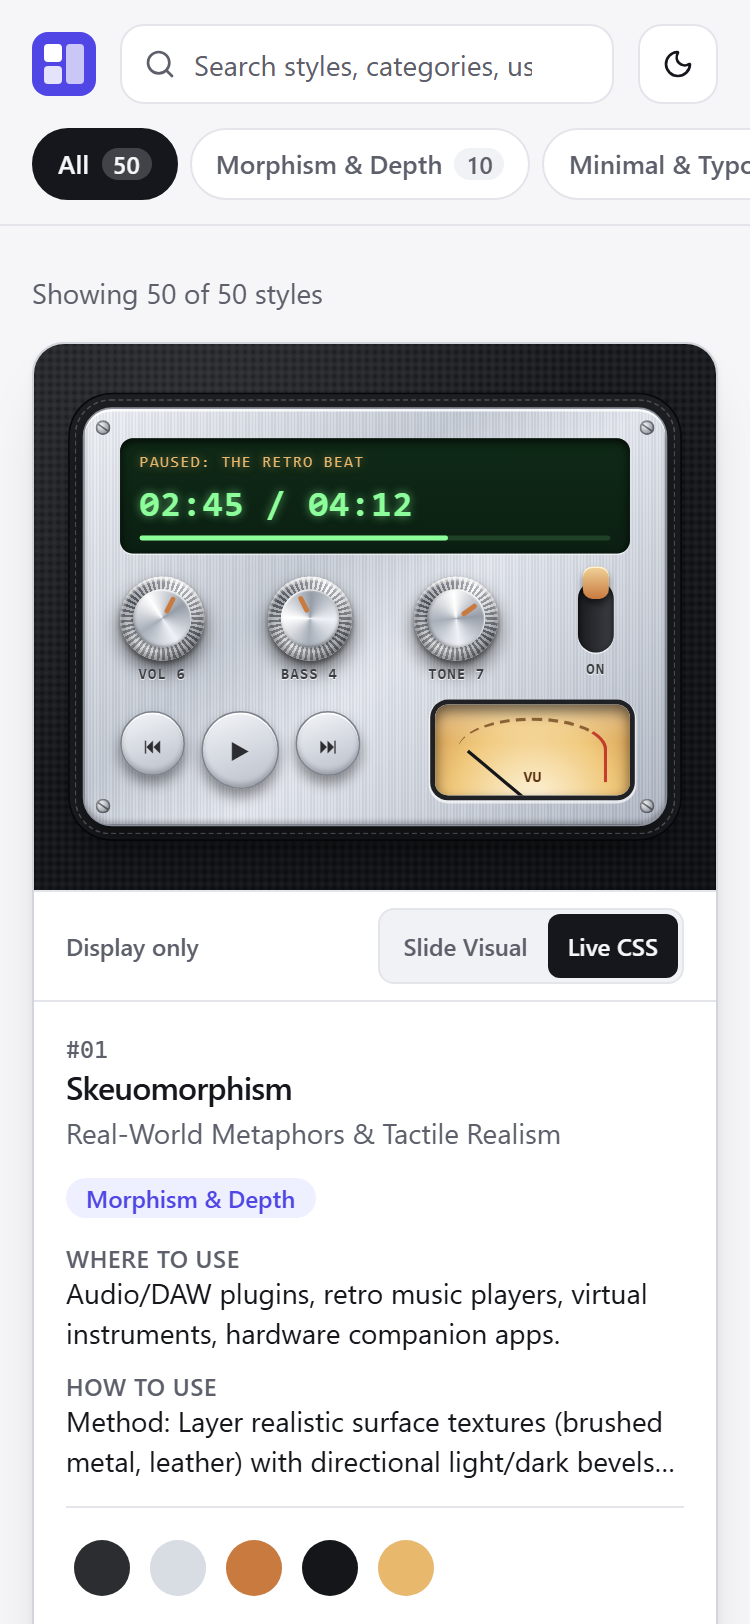 Search styles, categories, us
All 50
Morphism & Depth 10
Minimal & Typo
Showing 50 of 50 styles
PAUSED: THE RETRO BEAT
02:45 / 04:12
VOL 6
BASS 4
TONE 7
ON
VU
Display only
Slide Visual
Live CSS
#01
Skeuomorphism
Real-World Metaphors & Tactile Realism
Morphism & Depth
WHERE TO USE
Audio/DAW plugins, retro music players, virtual
instruments, hardware companion apps.
HOW TO USE
Method: Layer realistic surface textures (brushed
metal, leather) with directional light/dark bevels...